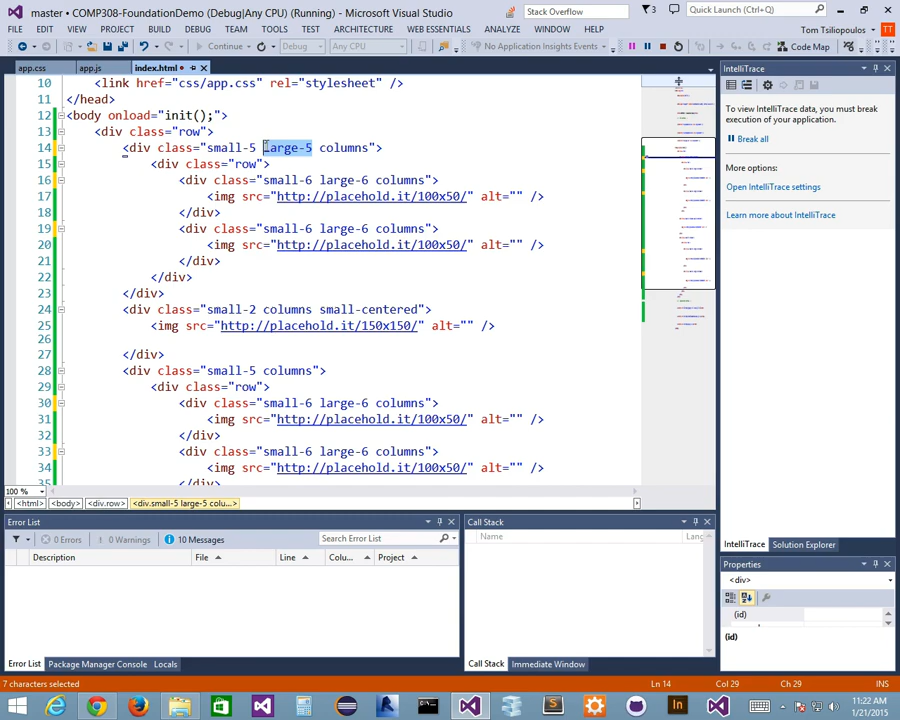 master • COMP308-FoundationDemo (Debug|Any CPU) (Running) - Microsoft Visual Studio
Stack Overflow
3
Quick Launch (Ctrl+Q)
FILE EDIT VIEW PROJECT BUILD DEBUG TEAM TOOLS TEST ARCHITECTURE WEB ESSENTIALS ANALYZE WINDOW HELP
Tom Tsiliopoulos
TT
Continue
Debug
Any CPU
No Application Insights Events
Code Map
app.css
app.js
index.html
10 <link href="css/app.css" rel="stylesheet" />
11 </head>
12 <body onload="init();">
13 <div class="row">
14 <div class="small-5 large-5 columns">
15 <div class="row">
16 <div class="small-6 large-6 columns">
17 <img src="http://placehold.it/100x50/" alt="" />
18 </div>
19 <div class="small-6 large-6 columns">
20 <img src="http://placehold.it/100x50/" alt="" />
21 </div>
22 </div>
23 </div>
24 <div class="small-2 columns small-centered">
25 <img src="http://placehold.it/150x150/" alt="" />
26
27 </div>
28 <div class="small-5 columns">
29 <div class="row">
30 <div class="small-6 large-6 columns">
31 <img src="http://placehold.it/100x50/" alt="" />
32 </div>
33 <div class="small-6 large-6 columns">
34 <img src="http://placehold.it/100x50/" alt="" />
35 </div>
100 %
<html> <body> <div.row> <div.small-5 large-5 colu...>
IntelliTrace
To view IntelliTrace data, you must break
execution of your application.
Break all
More options:
Open IntelliTrace settings
Learn more about IntelliTrace
IntelliTrace Solution Explorer
Properties
<div>
(id)
(id)
Error List
0 Errors
0 Warnings
10 Messages
Search Error List
Description File Line Colu... Project
Error List Package Manager Console Locals
Call Stack
Name
Lang
Call Stack Immediate Window
7 characters selected
Ln 14
Col 29
Ch 29
INS
11:22 AM
1/21/2015